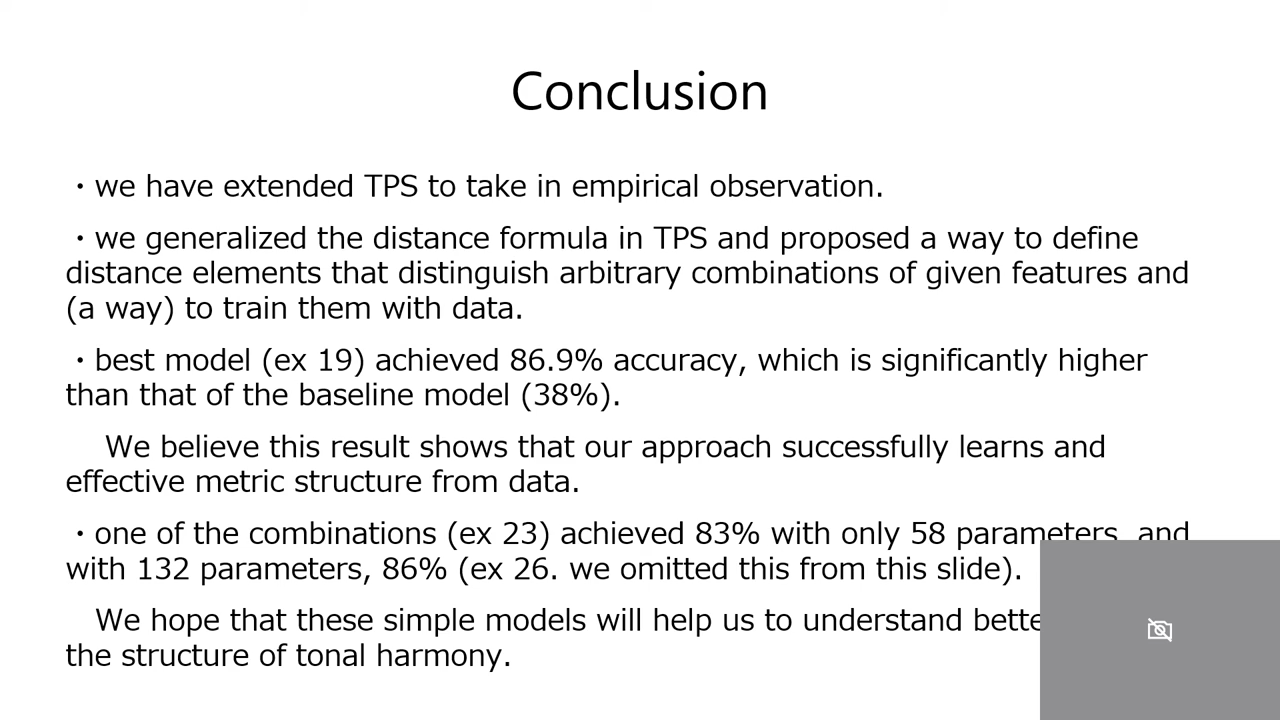 Conclusion
・we have extended TPS to take in empirical observation.
・we generalized the distance formula in TPS and proposed a way to define
distance elements that distinguish arbitrary combinations of given features and
(a way) to train them with data.
・best model (ex 19) achieved 86.9% accuracy, which is significantly higher
than that of the baseline model (38%).
We believe this result shows that our approach successfully learns and
effective metric structure from data.
・one of the combinations (ex 23) achieved 83% with only 58 parameters, and
with 132 parameters, 86% (ex 26. we omitted this from this slide).
We hope that these simple models will help us to understand
the structure of tonal harmony.